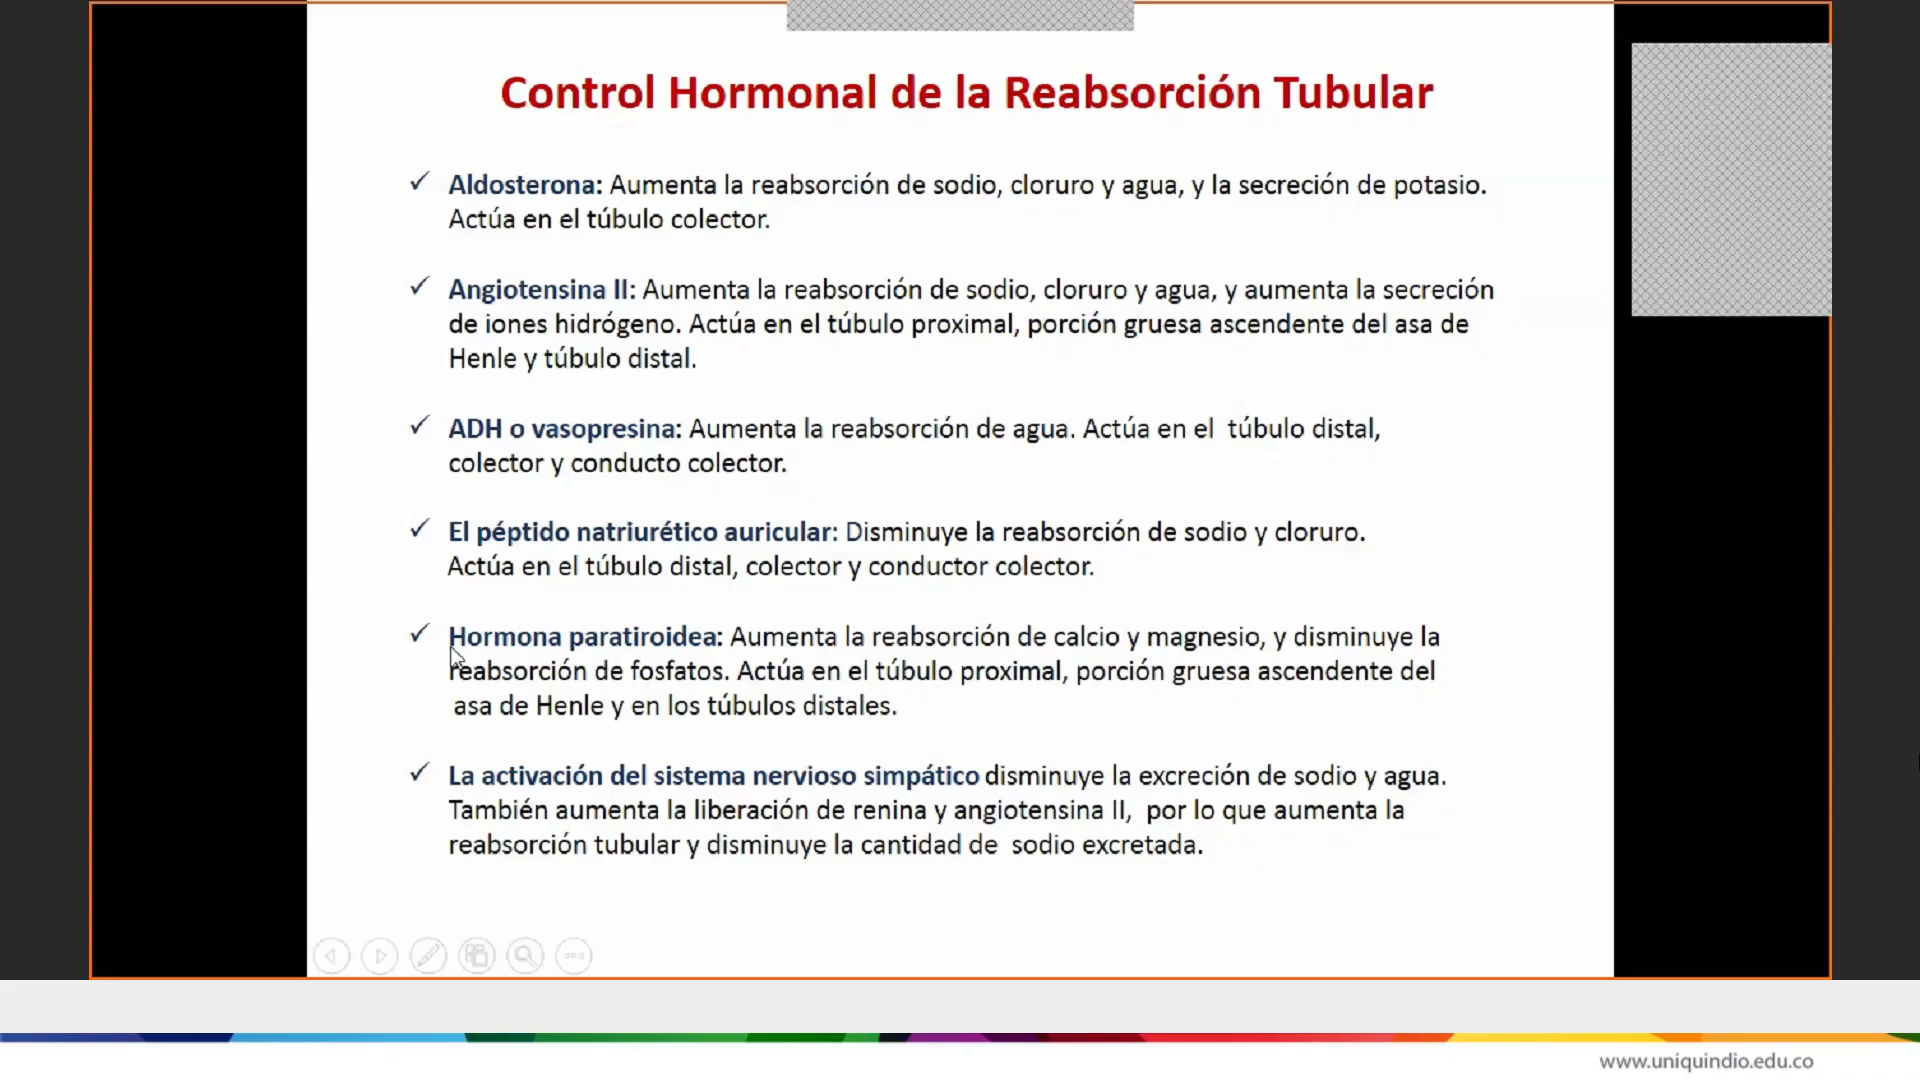 Control Hormonal de la Reabsorción Tubular
✓ Aldosterona: Aumenta la reabsorción de sodio, cloruro y agua, y la secreción de potasio.
Actúa en el túbulo colector.
✓ Angiotensina II: Aumenta la reabsorción de sodio, cloruro y agua, y aumenta la secreción
de iones hidrógeno. Actúa en el túbulo proximal, porción gruesa ascendente del asa de
Henle y túbulo distal.
✓ ADH o vasopresina: Aumenta la reabsorción de agua. Actúa en el túbulo distal,
colector y conducto colector.
✓ El péptido natriurético auricular: Disminuye la reabsorción de sodio y cloruro.
Actúa en el túbulo distal, colector y conductor colector.
✓ Hormona paratiroidea: Aumenta la reabsorción de calcio y magnesio, y disminuye la
reabsorción de fosfatos. Actúa en el túbulo proximal, porción gruesa ascendente del
asa de Henle y en los túbulos distales.
✓ La activación del sistema nervioso simpático disminuye la excreción de sodio y agua.
También aumenta la liberación de renina y angiotensina II, por lo que aumenta la
reabsorción tubular y disminuye la cantidad de sodio excretada.
www.uniquindio.edu.co